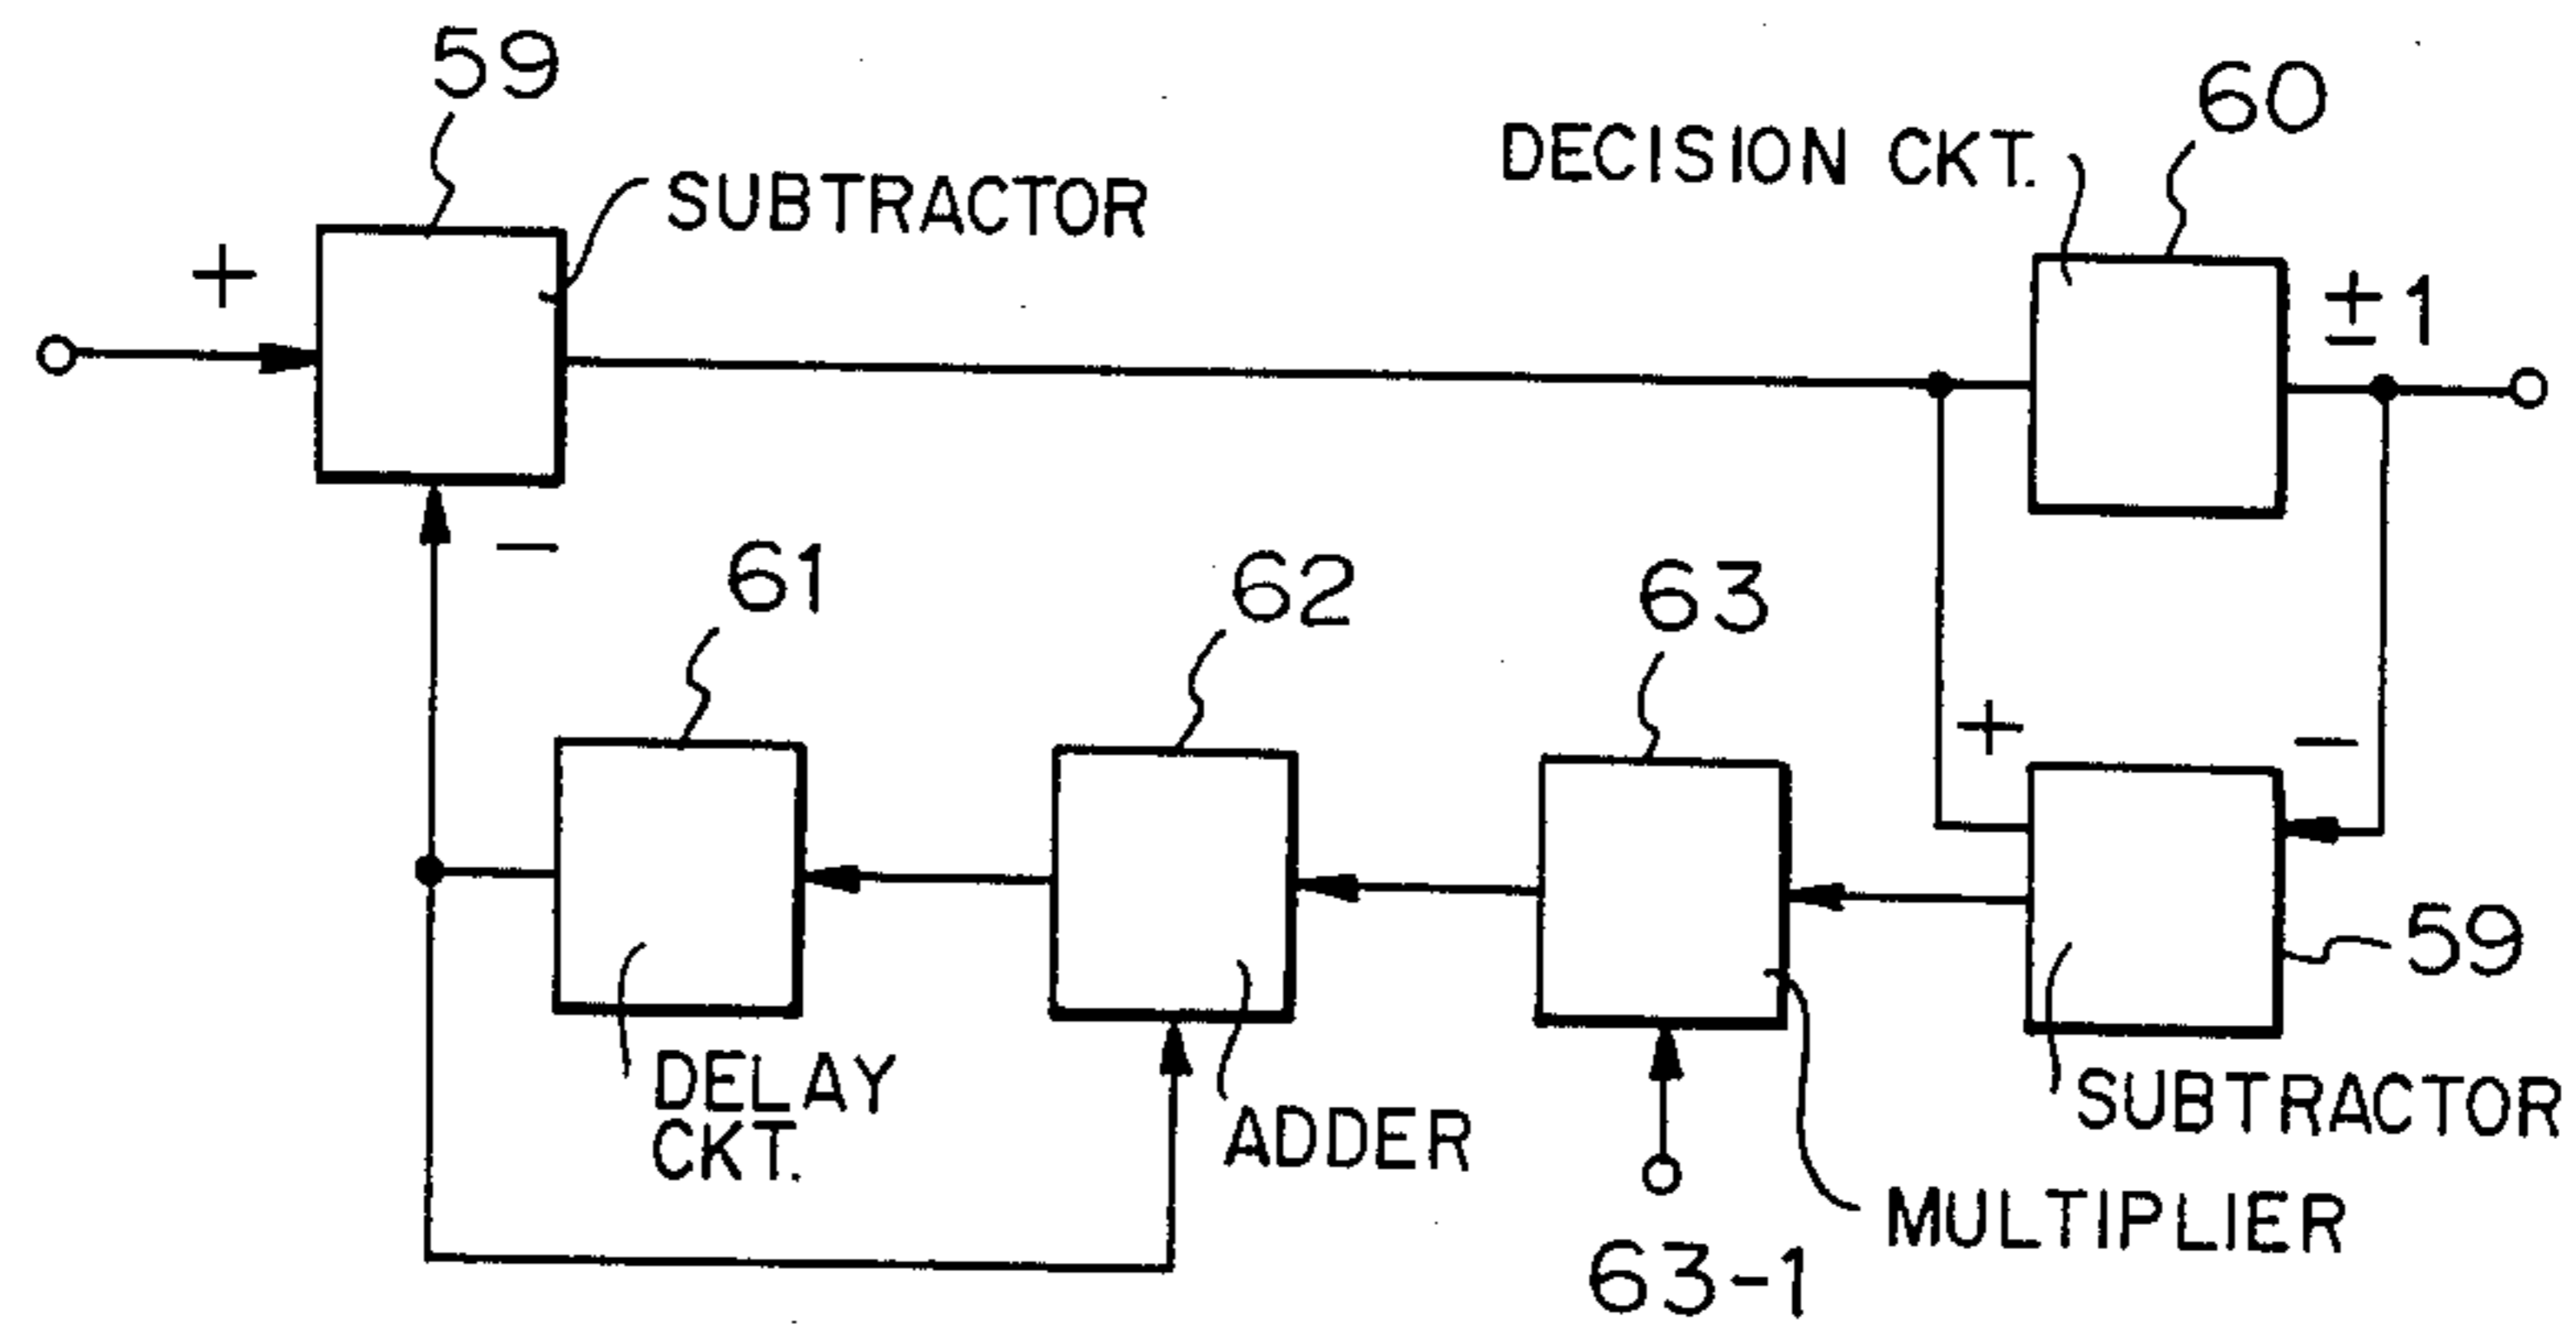 59
SUBTRACTOR
+
DECISION CKT.
60
± 1
−
61
62
63
+
−
59
DELAY
CKT.
ADDER
SUBTRACTOR
MULTIPLIER
63-1